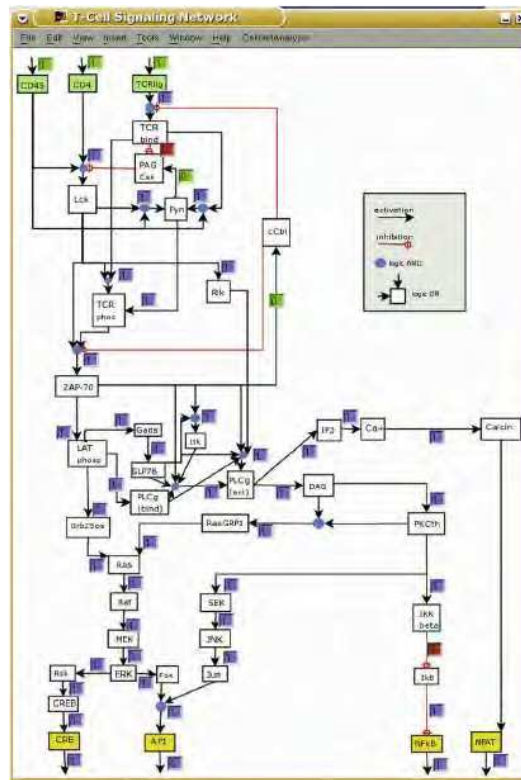 T-Cell Signaling Network
File Edit View Insert Tools Window Help CellNetAnalyzer
CD45 CD4 TCRlig
TCR
bind
PAG
Csk
Lck
Fyn
cCbl
activation
inhibition
logic AND
logic OR
TCR
phos
Rlk
ZAP-70
Gads
Itk
LAT
phosp
SLP76
PLCg
(bind)
PLCg
(act)
IP3
Ca+
Calcin
DAG
Grb2Sos
RasGRP1
PKCth
RAS
Raf
SEK
IKK
beta
MEK
JNK
IkB
Rsk
ERK
Fos
Jun
CREB
CRE
AP1
NFkB
NFAT